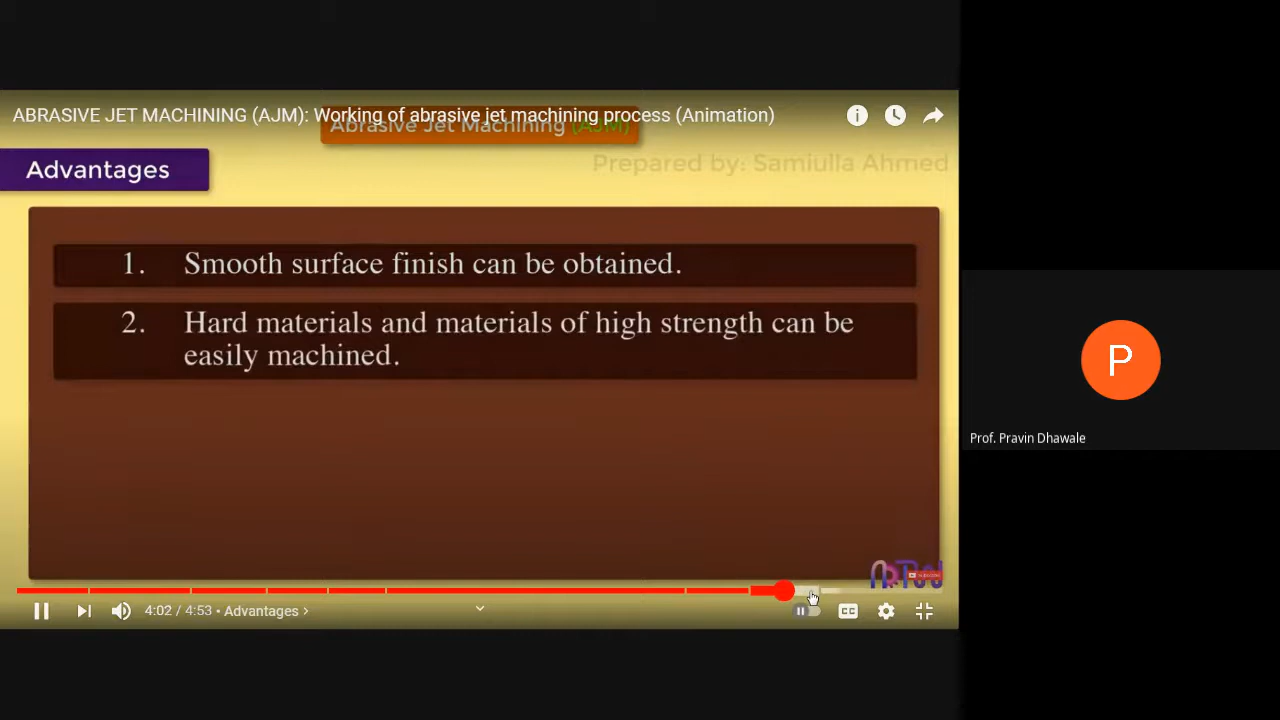 ABRASIVE JET MACHINING (AJM): Working of abrasive jet machining process (Animation)
Abrasive Jet Machining (AJM)
Prepared by: Samiulla Ahmed
Advantages
1. Smooth surface finish can be obtained.
2. Hard materials and materials of high strength can be
easily machined.
P
Prof. Pravin Dhawale
SUBSCRIBE
4:02 / 4:53 • Advantages >
CC